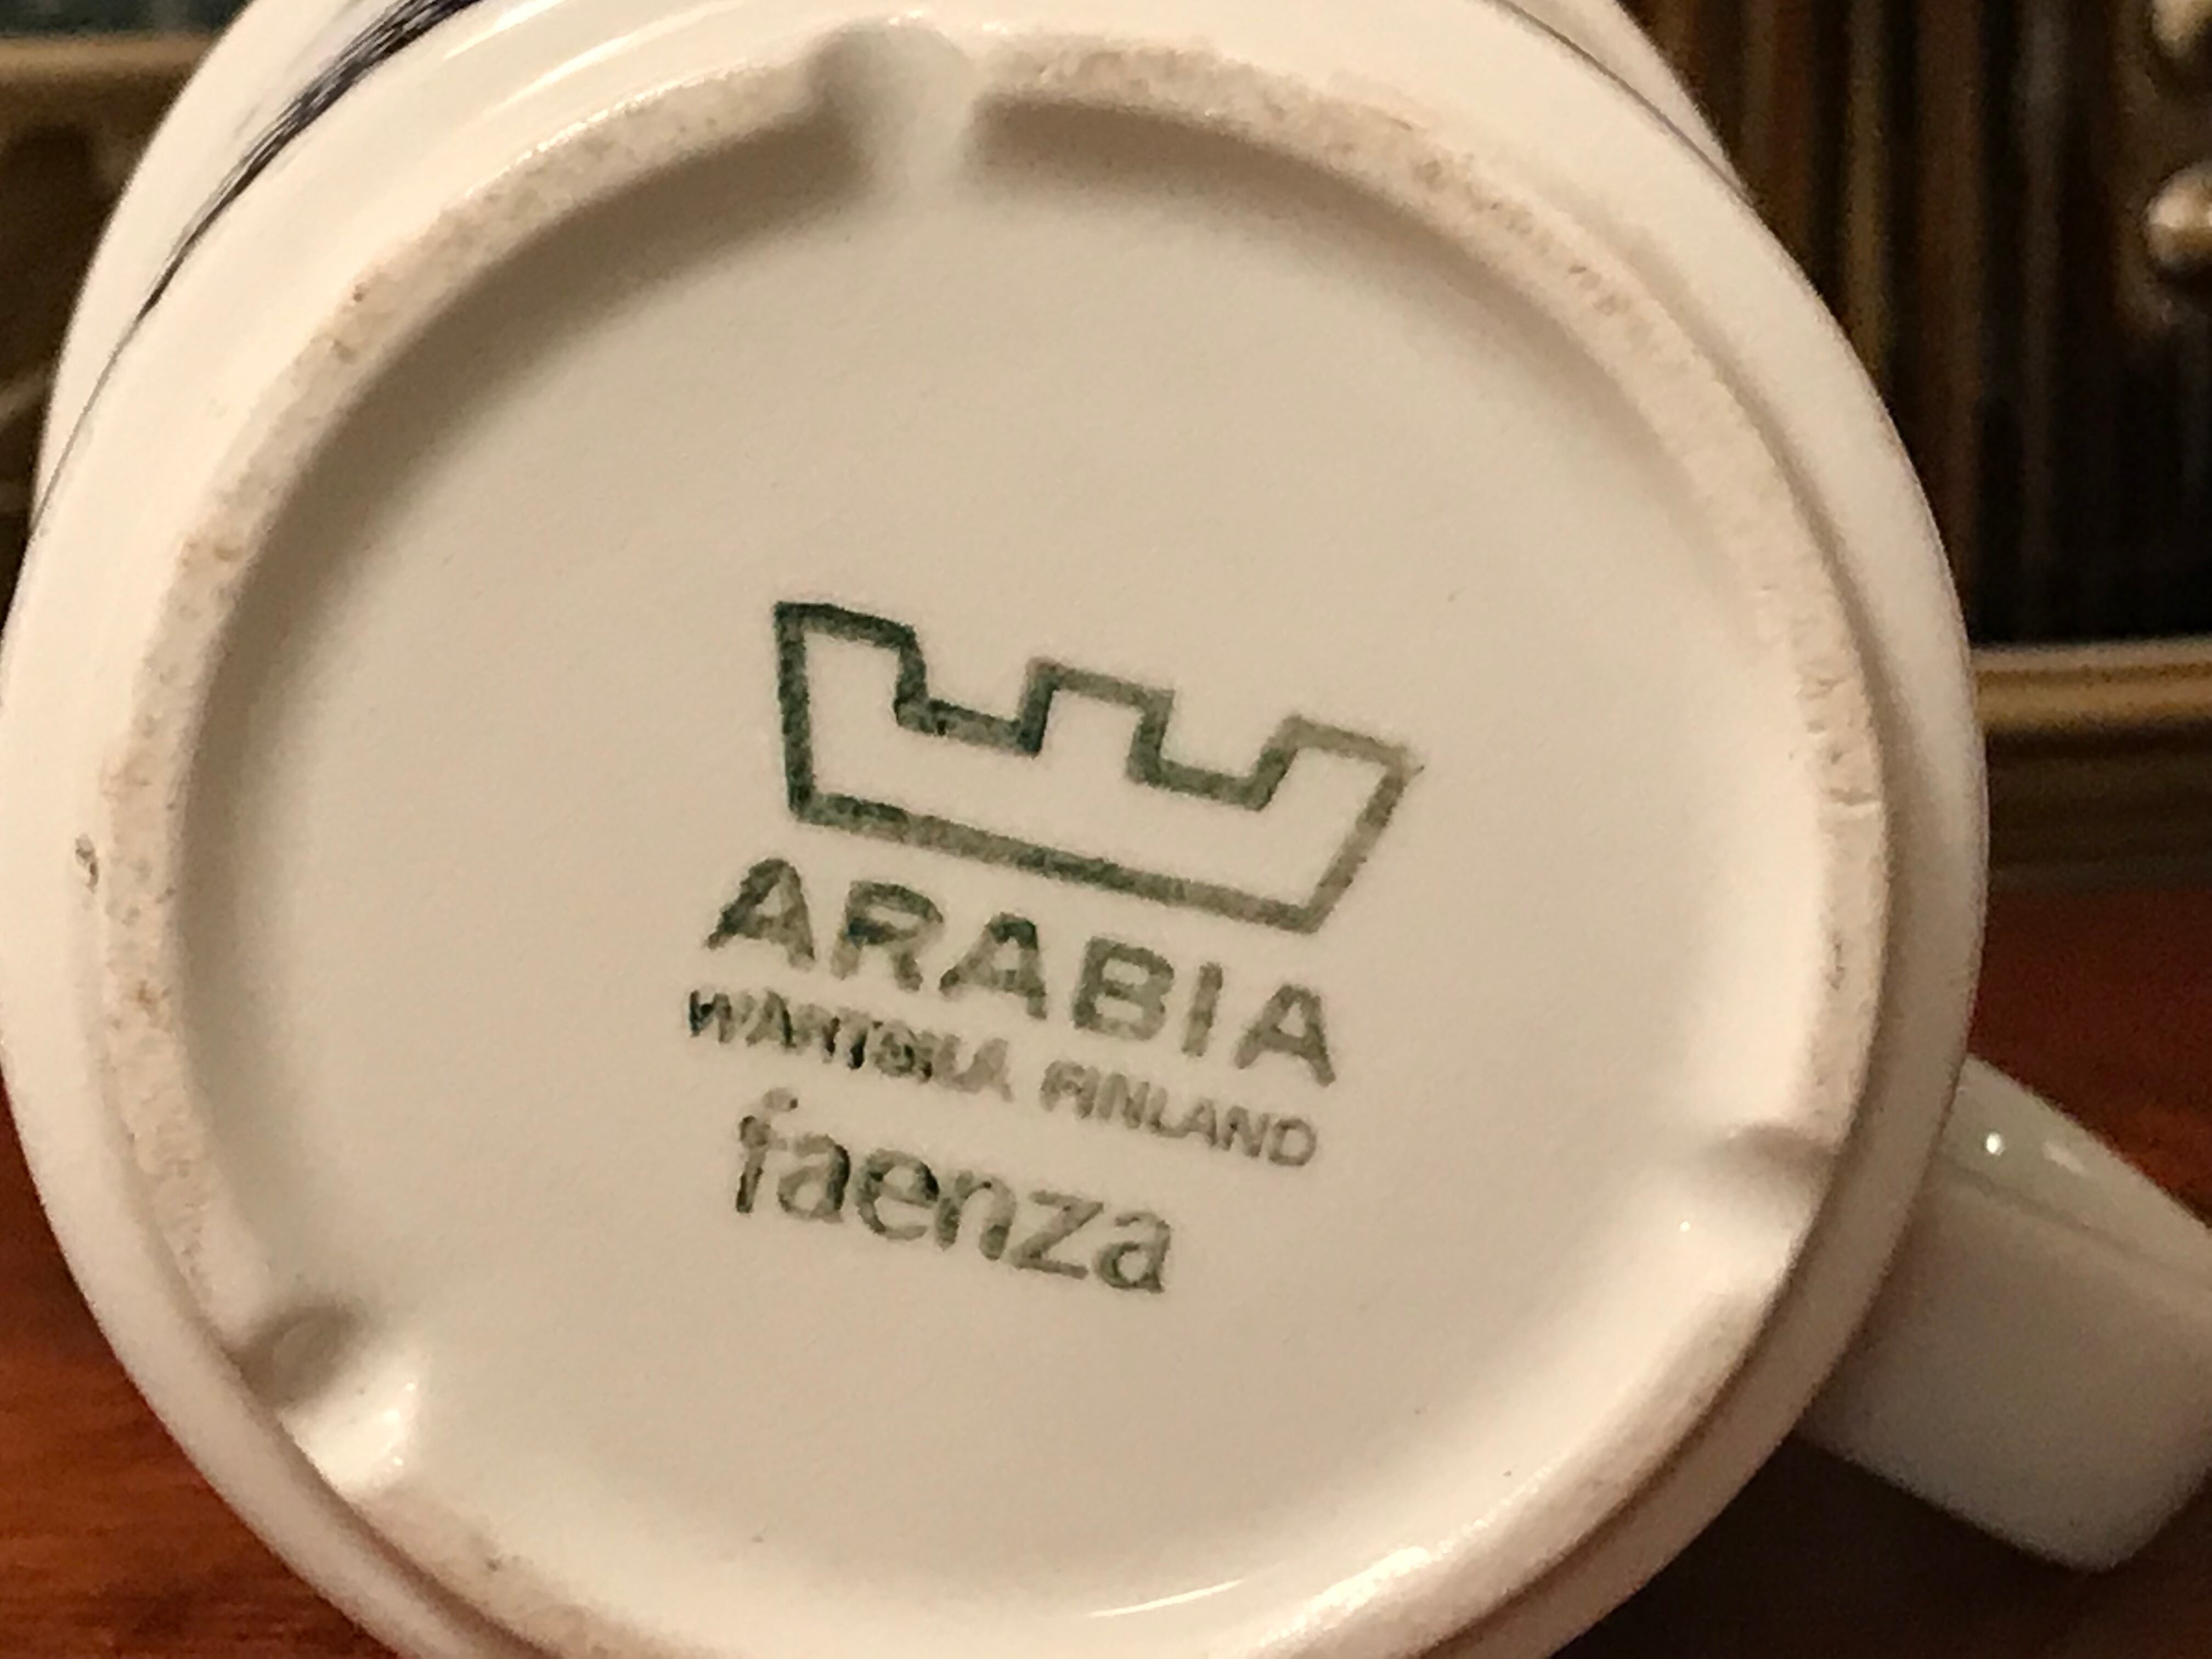 ARABIA
WÄRTSILÄ FINLAND
faenza